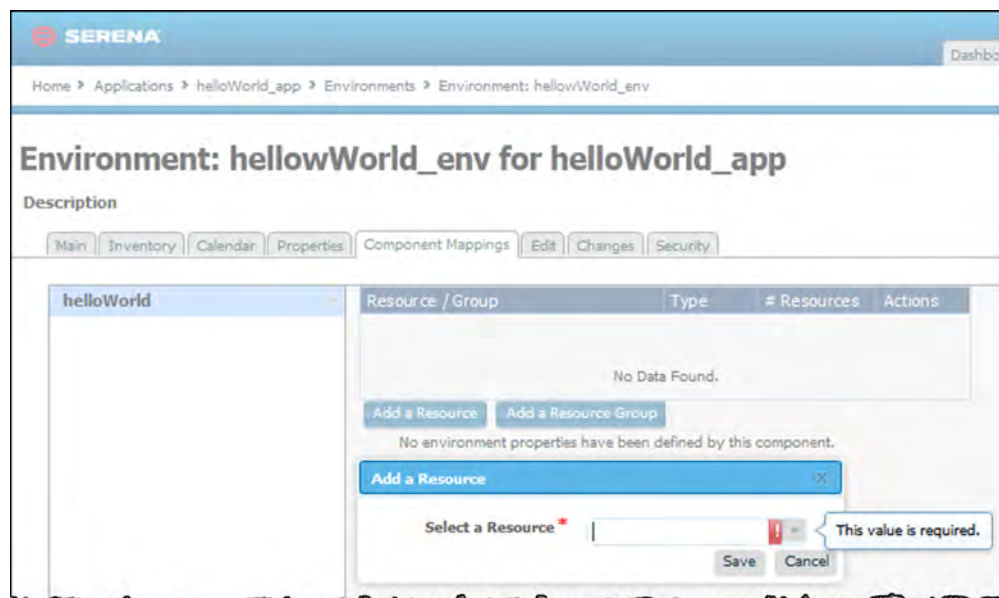 SERENA
Dashbo
Home > Applications > helloWorld_app > Environments > Environment: hellowWorld_env
Environment: hellowWorld_env for helloWorld_app
Description
Main Inventory Calendar Properties Component Mappings Edit Changes Security
helloWorld
Resource / Group Type # Resources Actions
No Data Found.
Add a Resource Add a Resource Group
No environment properties have been defined by this component.
Add a Resource
Select a Resource *
This value is required.
Save Cancel